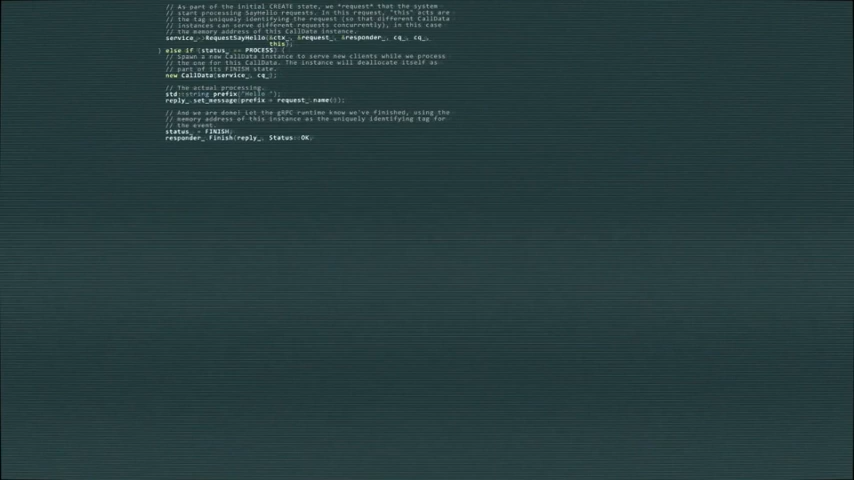 // As part of the initial CREATE state, we *request* that the system
// start processing SayHello requests. In this request, "this" acts are
// the tag uniquely identifying the request (so that different CallData
// instances can serve different requests concurrently), in this case
// the memory address of this CallData instance.
service_->RequestSayHello(&ctx_, &request_, &responder_, cq_, cq_,
this);
} else if (status_ == PROCESS) {
// Spawn a new CallData instance to serve new clients while we process
// the one for this CallData. The instance will deallocate itself as
// part of its FINISH state.
new CallData(service_, cq_);
// The actual processing.
std::string prefix("Hello ");
reply_.set_message(prefix + request_.name());
// And we are done! Let the gRPC runtime know we've finished, using the
// memory address of this instance as the uniquely identifying tag for
// the event.
status_ = FINISH;
responder_.Finish(reply_, Status::OK,